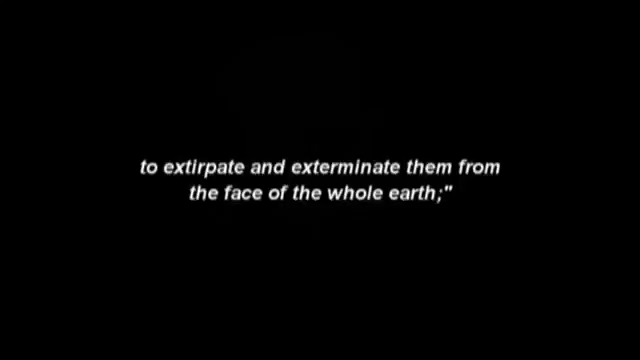 to extirpate and exterminate them from
the face of the whole earth;"